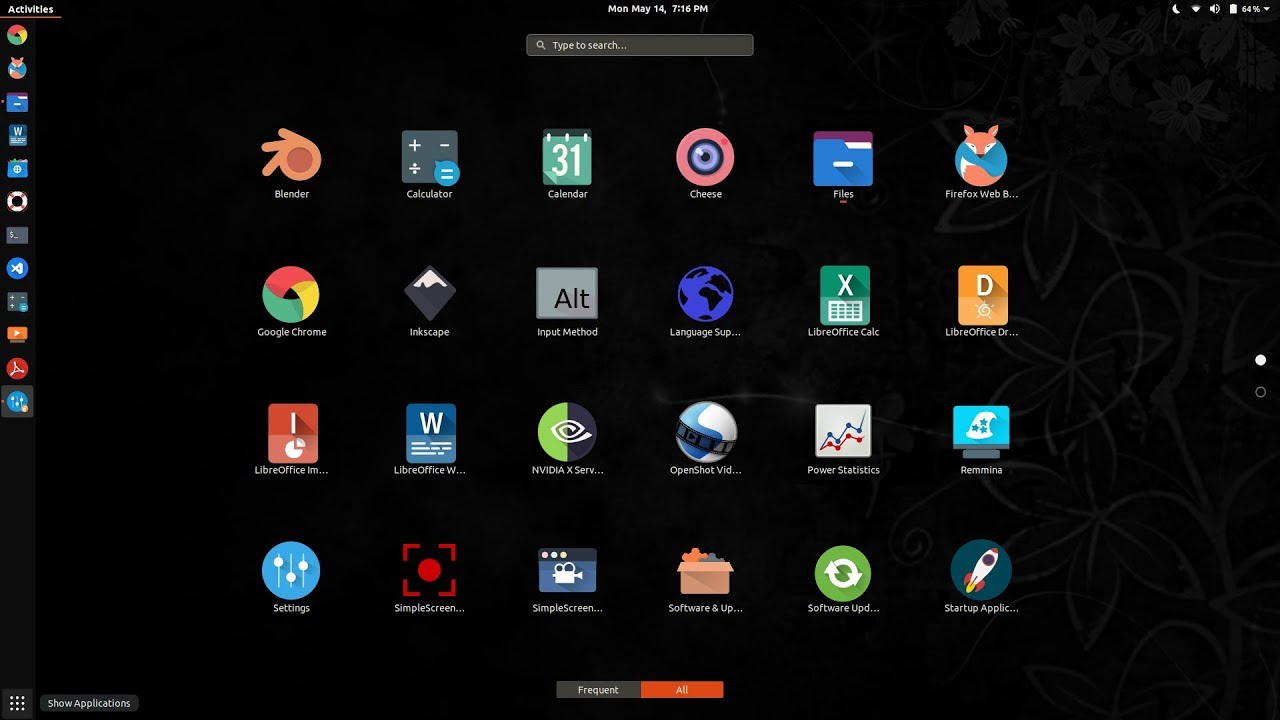 Activities
Mon May 14, 7:16 PM
64 %
Type to search...
31
Blender
Calculator
Calendar
Cheese
Files
Firefox Web B...
Alt
X
D
Google Chrome
Inkscape
Input Method
Language Sup...
LibreOffice Calc
LibreOffice Dr...
I
W
LibreOffice Im...
LibreOffice W...
NVIDIA X Serv...
OpenShot Vid...
Power Statistics
Remmina
Settings
SimpleScreen...
SimpleScreen...
Software & Up...
Software Upd...
Startup Applic...
Frequent
All
Show Applications
W
$_